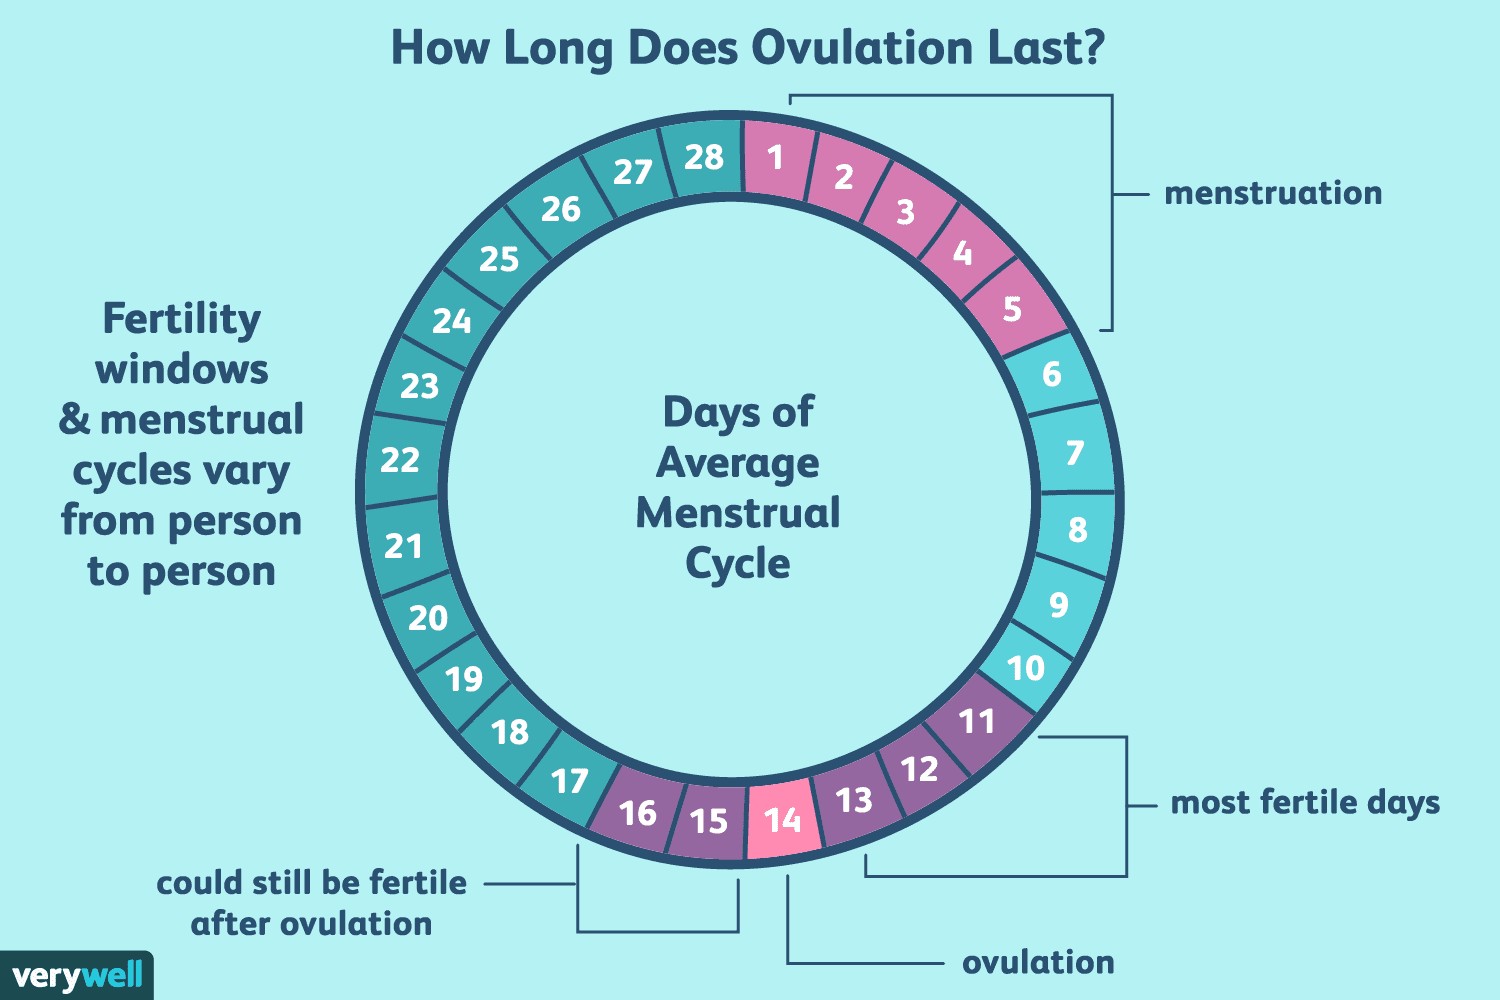 How Long Does Ovulation Last?
menstruation
1
2
3
4
5
6
7
8
9
10
11
12
13
14
15
16
17
18
19
20
21
22
23
24
25
26
27
28
Fertility
windows
& menstrual
cycles vary
from person
to person
Days of
Average
Menstrual
Cycle
most fertile days
could still be fertile
after ovulation
ovulation
verywell